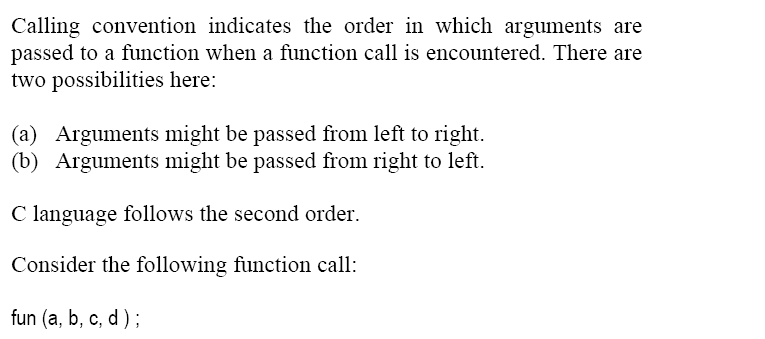 Calling convention indicates the order in which arguments are
passed to a function when a function call is encountered. There are
two possibilities here:
(a) Arguments might be passed from left to right.
(b) Arguments might be passed from right to left.
C language follows the second order.
Consider the following function call:
fun (a, b, c, d ) ;